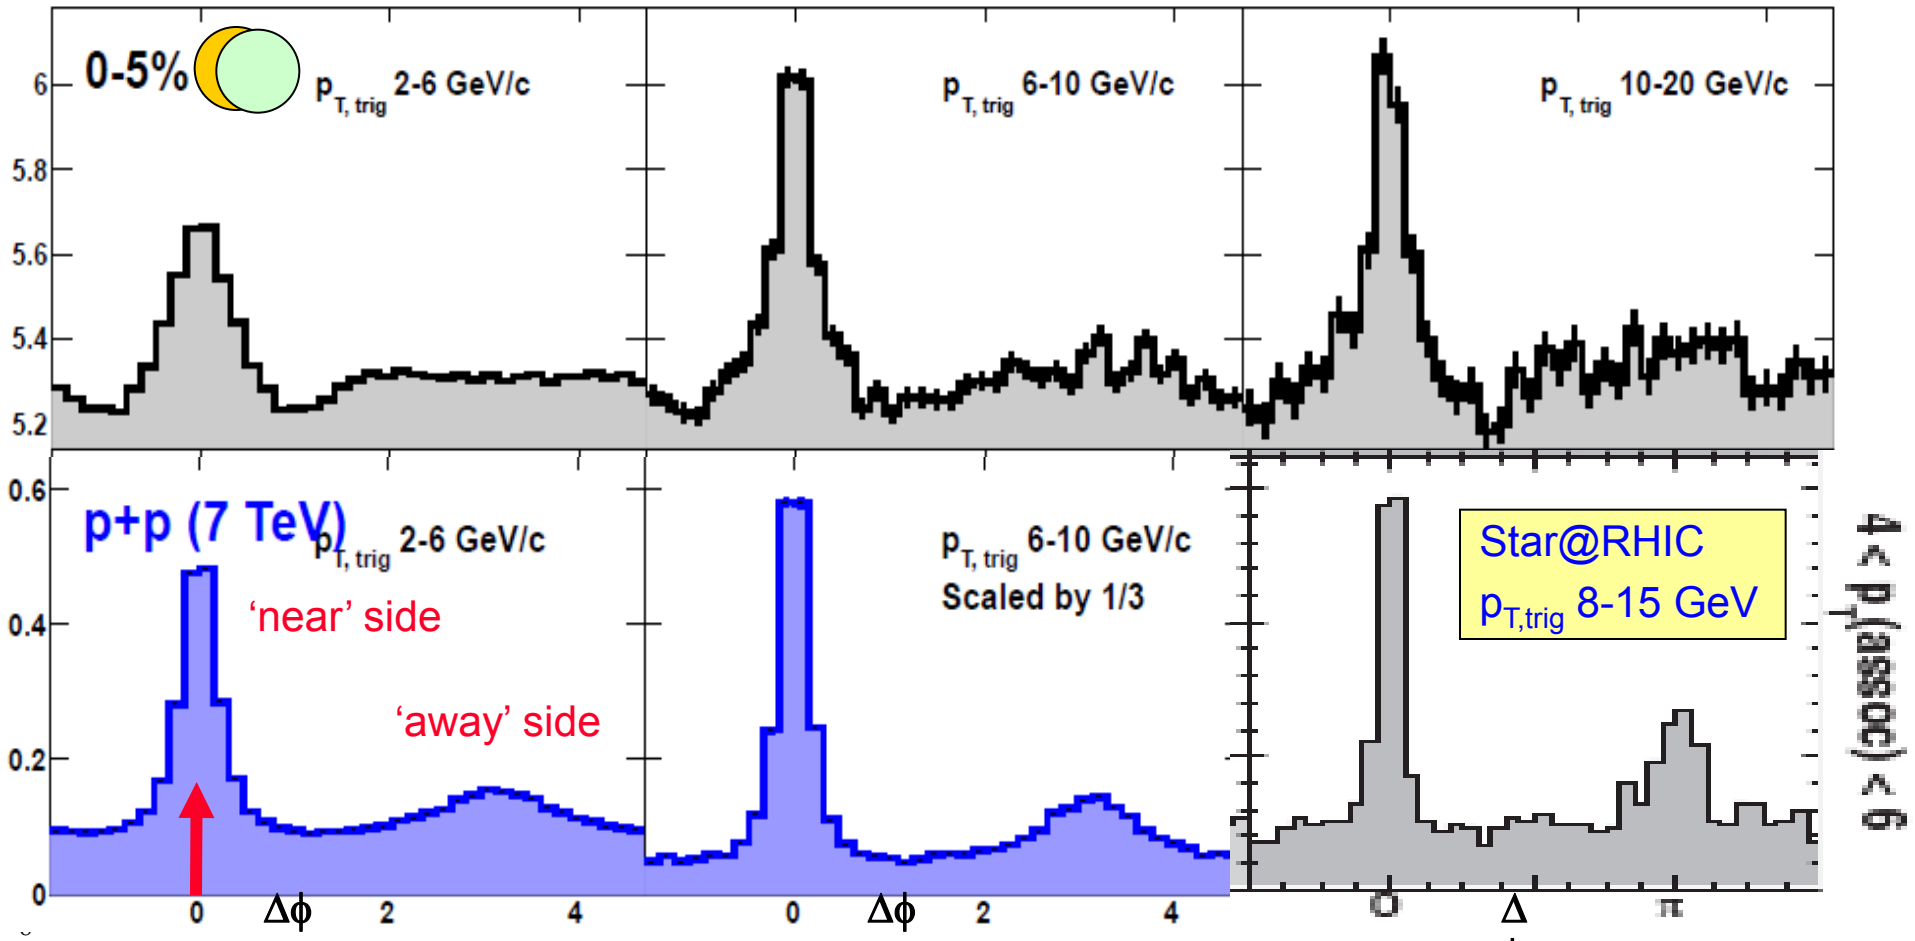 0-5%
p T, trig 2-6 GeV/c
p T, trig 6-10 GeV/c
p T, trig 10-20 GeV/c
6
5.8
5.6
5.4
5.2
p+p (7 TeV)
p T, trig 2-6 GeV/c
'near' side
'away' side
p T, trig 6-10 GeV/c
Scaled by 1/3
Star@RHIC
pT,trig 8-15 GeV
4 < pT(assoc) < 6
0.6
0.4
0.2
0
0 Δϕ 2 4
0 Δϕ 2 4
0 Δ π